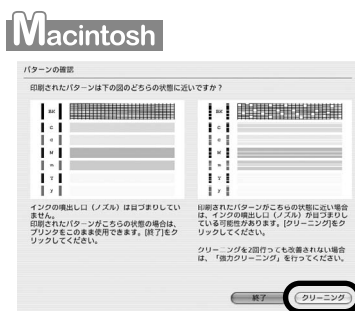 Macintosh
パターンの確認
印刷されたパターンは下の図のどちらの状態に近いですか？
BK
C
c
M
m
Y
y
BK
C
c
M
m
Y
y
インクの噴出し口（ノズル）は目づまりしてい
ません。
印刷されたパターンがこちらの状態の場合は、
プリンタをこのまま使用できます。[終了]をク
リックしてください。
印刷されたパターンがこちらの状態に近い場合
は、インクの噴出し口（ノズル）が目づまりし
ている可能性があります。[クリーニング]をク
リックしてください。
クリーニングを2回行っても改善されない場合
は、「強力クリーニング」を行ってください。
終了
クリーニング